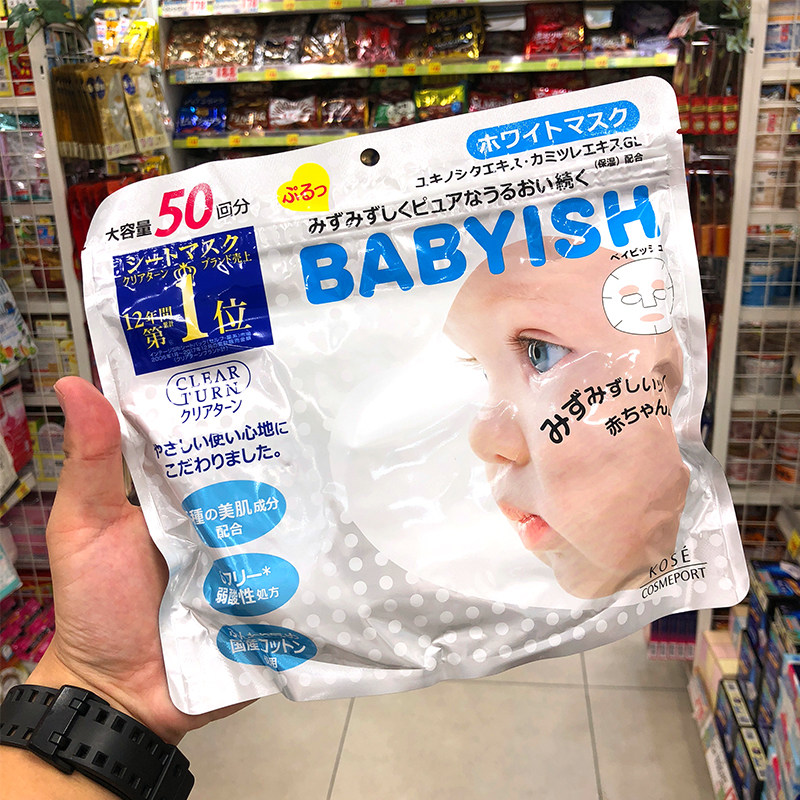 ホワイトマスク
ユキノシタエキス・カミツレエキスGL
(保湿)配合
ぷるっ
みずみずしくピュアなうるおい続く
BABYISH
ベイビッシュ
大容量50回分
シートマスク
クリアターン ブランド売上
12年間
第1位
CLEAR
TURN
クリアターン
やさしい使い心地に
こだわりました。
種の美肌成分
配合
フリー*
弱酸性処方
国産コットン
みずみずしいッ
赤ちゃん
KOSÉ
COSMEPORT